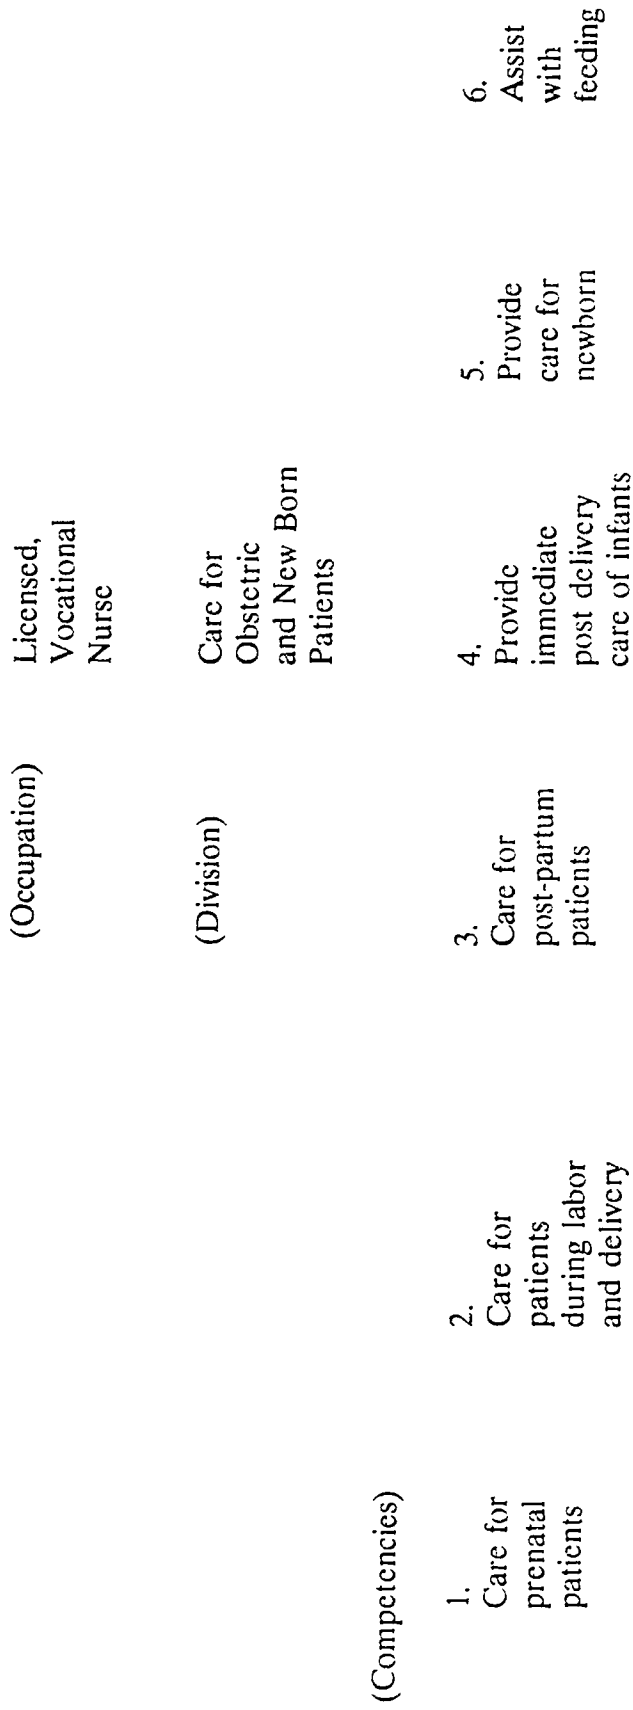 (Occupation)
Licensed,
Vocational
Nurse
(Division)
Care for
Obstetric
and New Born
Patients
(Competencies)
1.
Care for
prenatal
patients
2.
Care for
patients
during labor
and delivery
3.
Care for
post-partum
patients
4.
Provide
immediate
post delivery
care of infants
5.
Provide
care for
newborn
6.
Assist
with
feeding